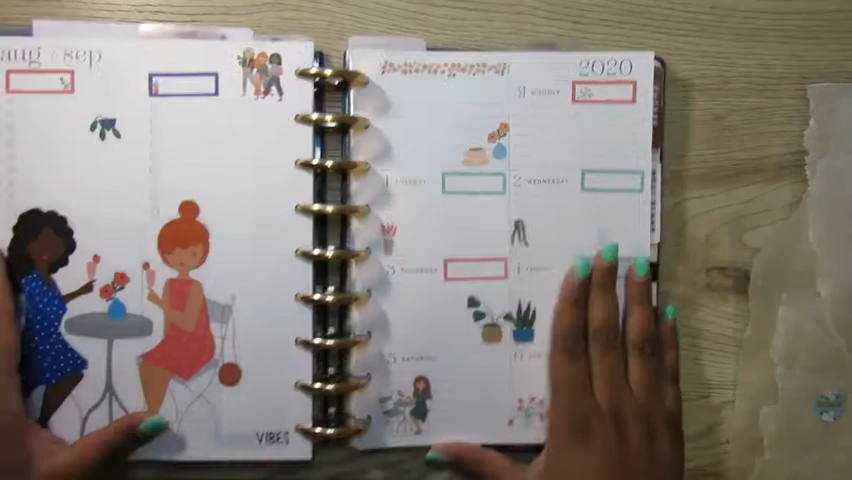 aug & sep
VIBES
2020
31 MONDAY
1 TUESDAY
2 WEDNESDAY
3 THURSDAY
4 FRIDAY
5 SATURDAY